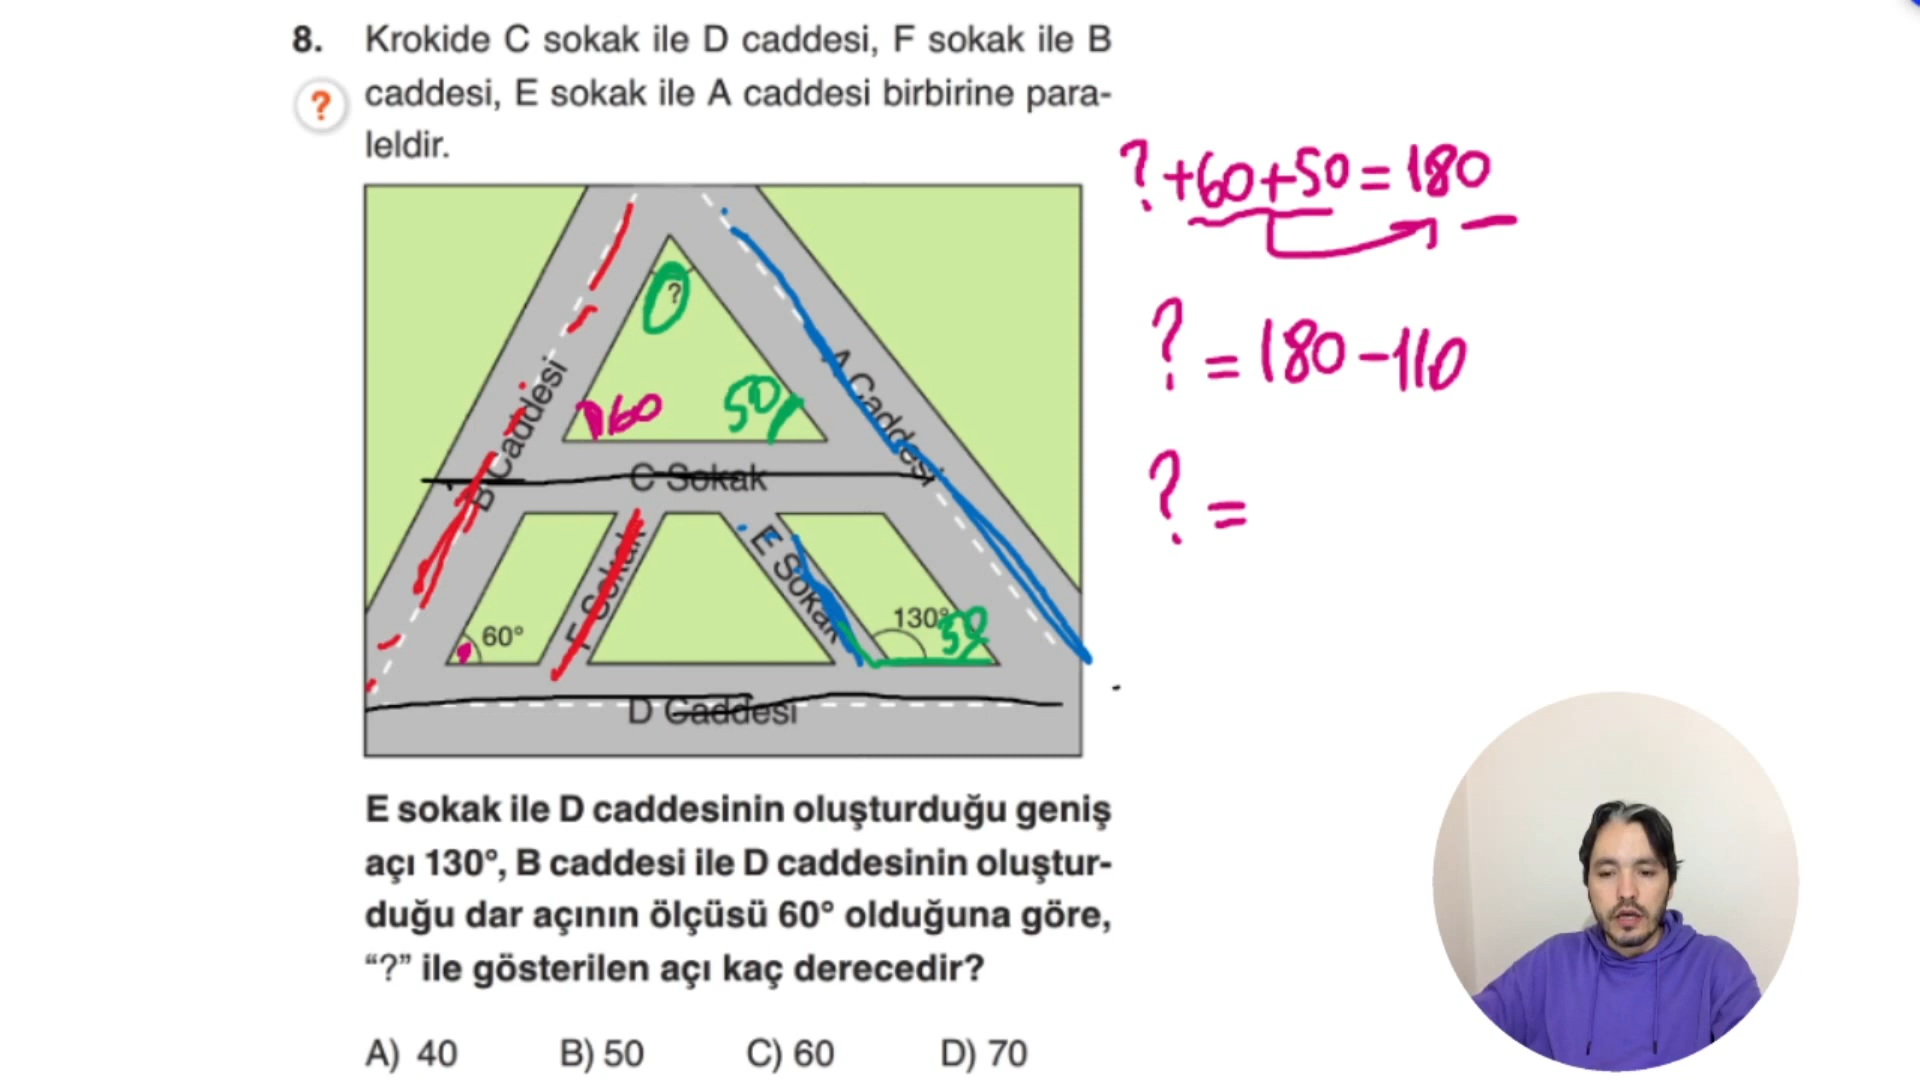 8. Krokide C sokak ile D caddesi, F sokak ile B
? caddesi, E sokak ile A caddesi birbirine para-
leldir.
?+60+50=180
?
A Caddesi
? = 180-110
B Caddesi
60
50
C Sokak
? =
F Sokak
E Sokak
60°
130°
D Caddesi
E sokak ile D caddesinin oluşturduğu geniş
açı 130°, B caddesi ile D caddesinin oluştur-
duğu dar açının ölçüsü 60° olduğuna göre,
“?” ile gösterilen açı kaç derecedir?
A) 40 B) 50 C) 60 D) 70